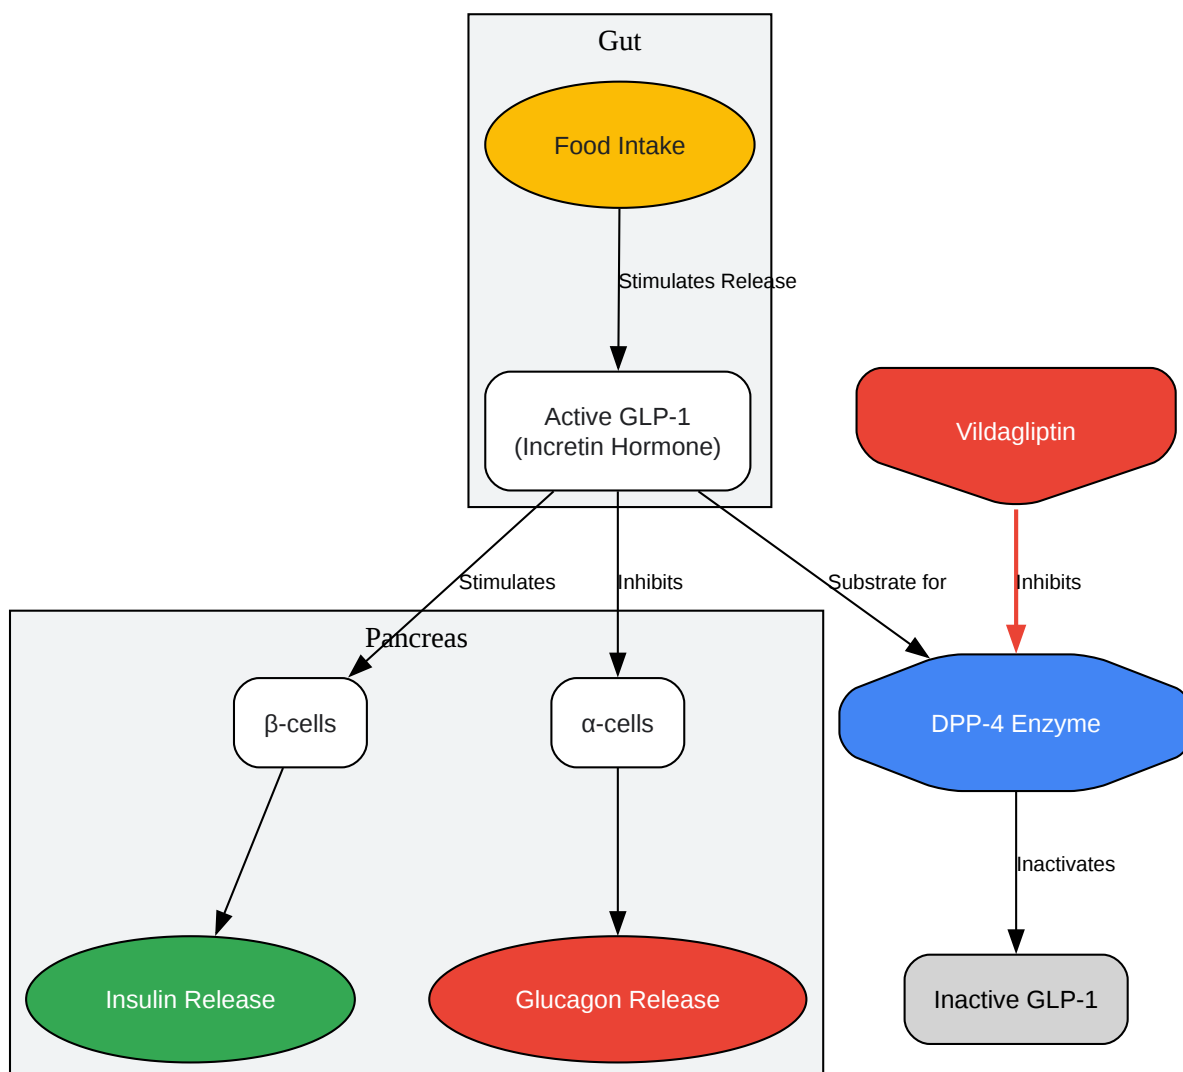 Gut
Food Intake
Stimulates Release
Active GLP-1
(Incretin Hormone)
Vildagliptin
Stimulates
Inhibits
Substrate for
Inhibits
Pancreas
β-cells
α-cells
DPP-4 Enzyme
Inactivates
Insulin Release
Glucagon Release
Inactive GLP-1